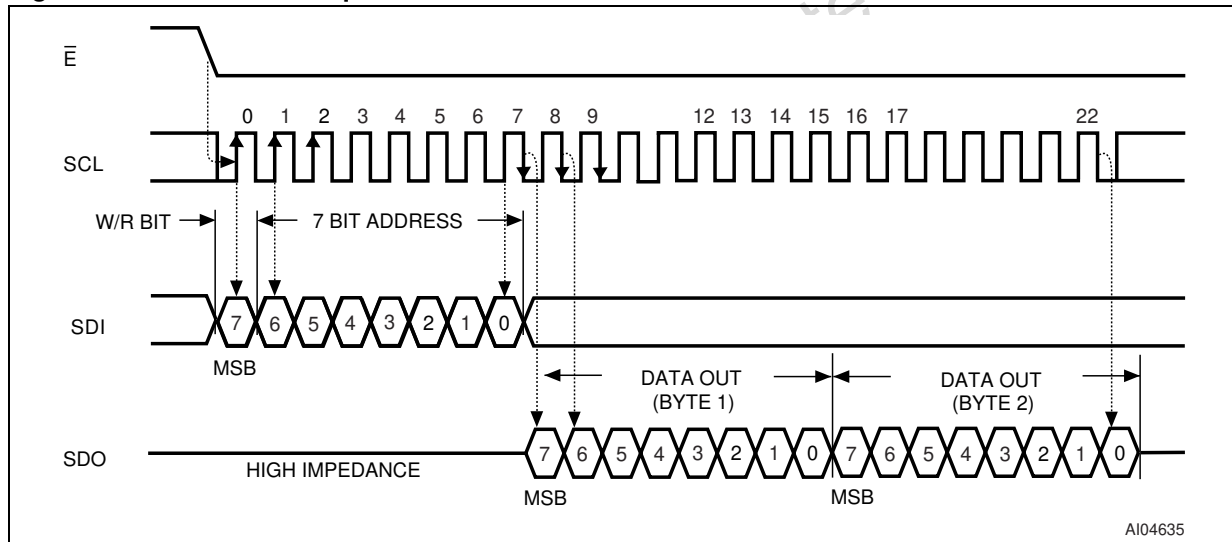 E
0 1 2 3 4 5 6 7 8 9 12 13 14 15 16 17 22
SCL
W/R BIT 7 BIT ADDRESS
SDI 7 6 5 4 3 2 1 0
MSB
DATA OUT
(BYTE 1)
DATA OUT
(BYTE 2)
SDO 7 6 5 4 3 2 1 0 7 6 5 4 3 2 1 0
HIGH IMPEDANCE
MSB MSB
AI04635